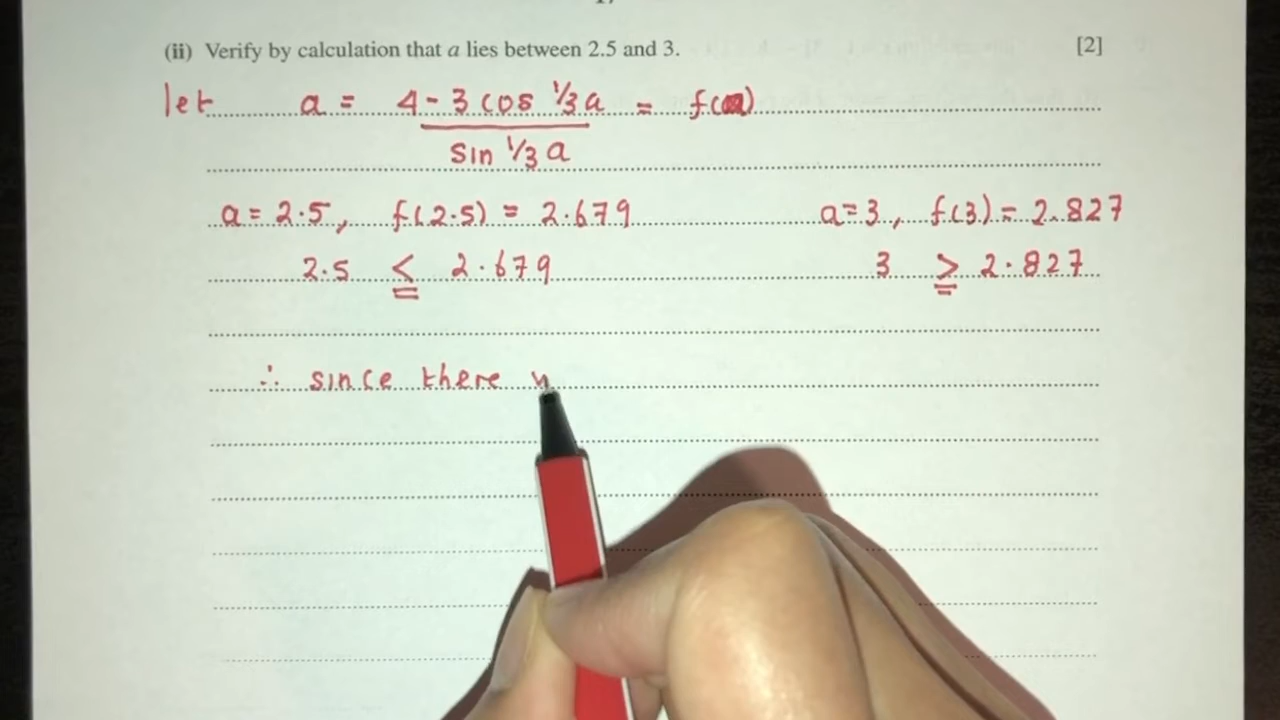 (ii) Verify by calculation that a lies between 2.5 and 3. [2]
let a = 4 - 3 cos 1/3 a = f(a)
sin 1/3 a
a = 2.5, f(2.5) = 2.679 a=3, f(3) = 2.827
2.5 < 2.679 3 > 2.827
∴ since there